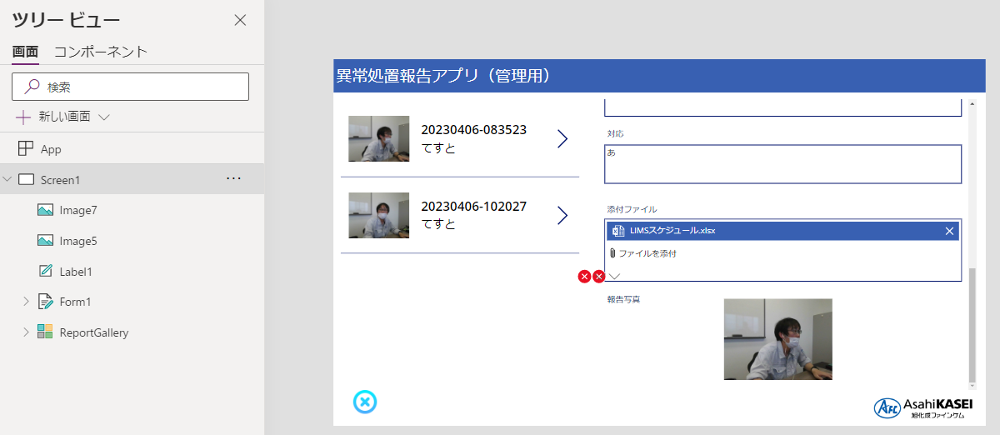 ツリー ビュー
画面 コンポーネント
検索
新しい画面
App
Screen1
Image7
Image5
Label1
Form1
ReportGallery
異常処置報告アプリ（管理用）
20230406-083523
てすと
20230406-102027
てすと
対応
あ
添付ファイル
LIMSスケジュール.xlsx
ファイルを添付
報告写真
AFC AsahiKASEI
旭化成ファインケム